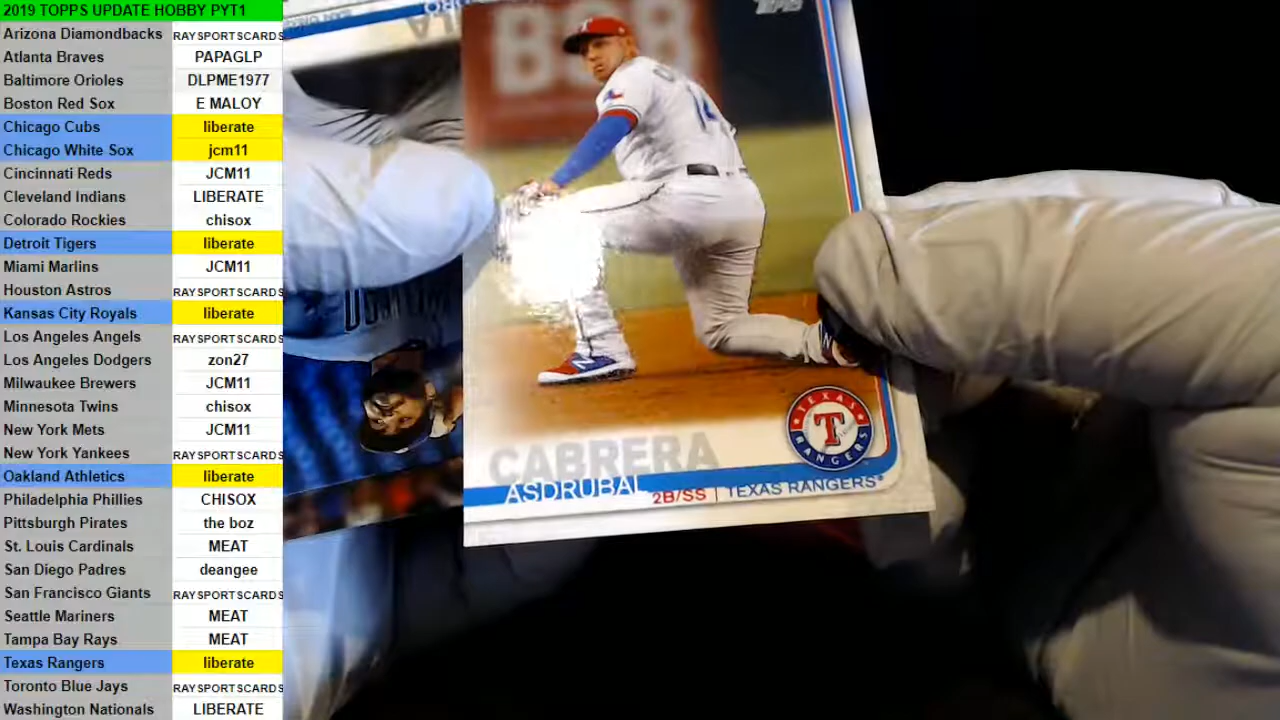 2019 TOPPS UPDATE HOBBY PYT1
Arizona Diamondbacks RAYSPORTSCARDS
Atlanta Braves PAPAGLP
Baltimore Orioles DLPME1977
Boston Red Sox E MALOY
Chicago Cubs liberate
Chicago White Sox jcm11
Cincinnati Reds JCM11
Cleveland Indians LIBERATE
Colorado Rockies chisox
Detroit Tigers liberate
Miami Marlins JCM11
Houston Astros RAYSPORTSCARDS
Kansas City Royals liberate
Los Angeles Angels RAYSPORTSCARDS
Los Angeles Dodgers zon27
Milwaukee Brewers JCM11
Minnesota Twins chisox
New York Mets JCM11
New York Yankees RAYSPORTSCARDS
Oakland Athletics liberate
Philadelphia Phillies CHISOX
Pittsburgh Pirates the boz
St. Louis Cardinals MEAT
San Diego Padres deangee
San Francisco Giants RAYSPORTSCARDS
Seattle Mariners MEAT
Tampa Bay Rays MEAT
Texas Rangers liberate
Toronto Blue Jays RAYSPORTSCARDS
Washington Nationals LIBERATE
CABRERA
ASDRUBAL 2B/SS | TEXAS RANGERS®
TEXAS
T
RANGERS